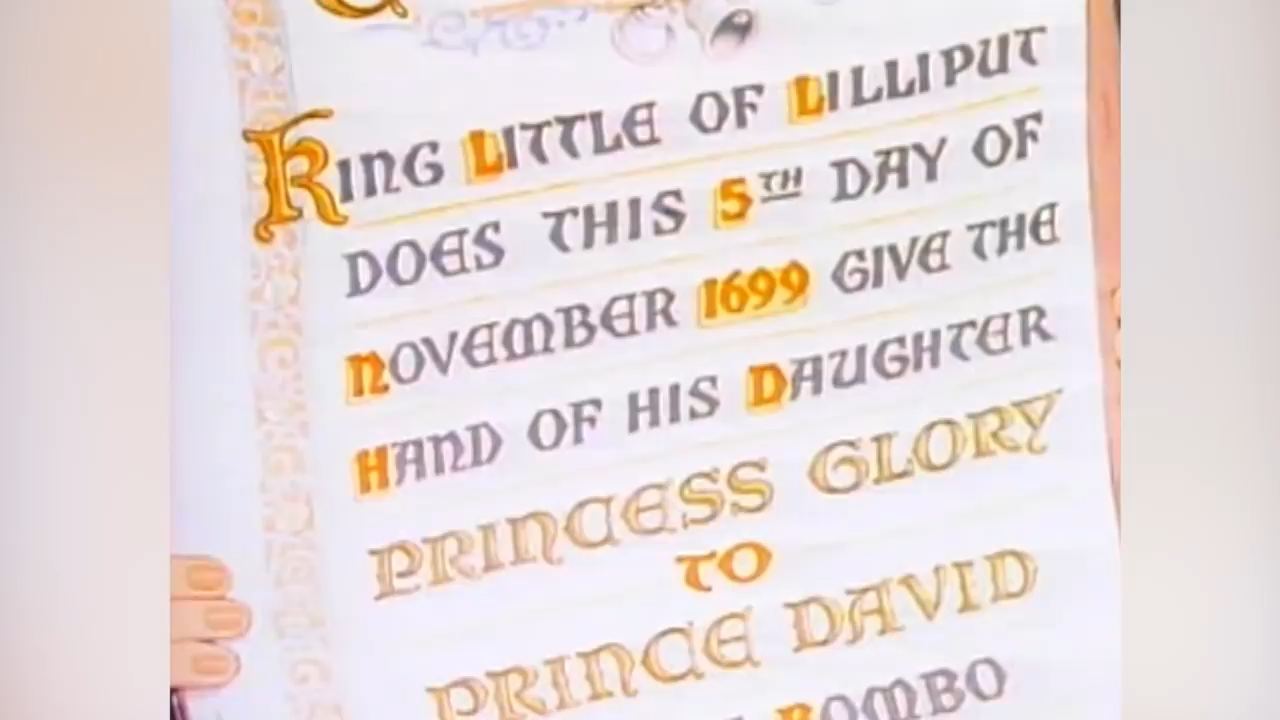 KING LITTLE OF LILLIPUT
DOES THIS 5TH DAY OF
NOVEMBER 1699 GIVE THE
HAND OF HIS DAUGHTER
PRINCESS GLORY
TO
PRINCE DAVID
BOMBO